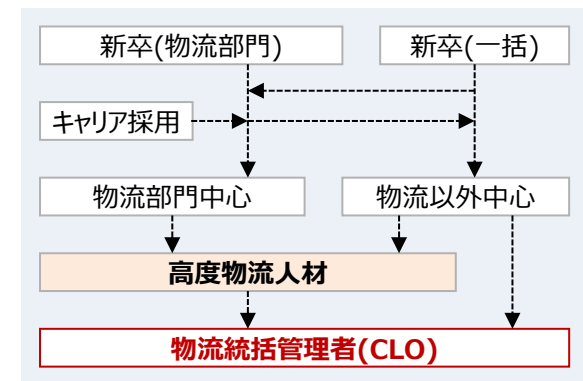 新卒(物流部門)
新卒(一括)
キャリア採用
物流部門中心
物流以外中心
高度物流人材
物流統括管理者(CLO)